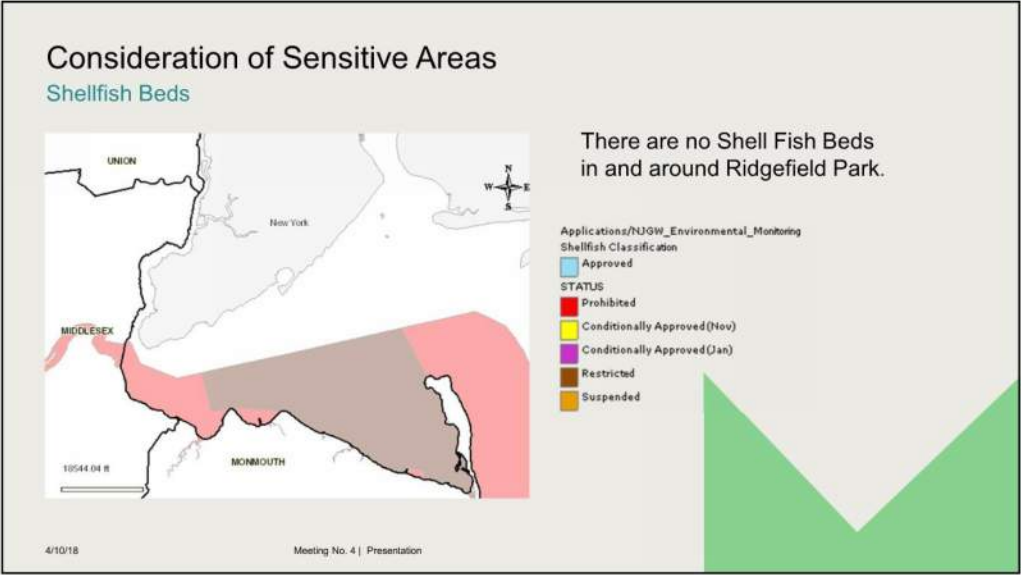 Consideration of Sensitive Areas
Shellfish Beds
There are no Shell Fish Beds
in and around Ridgefield Park.
UNION
N
W E
S
New York
MIDDLESEX
MONMOUTH
18544.04 ft
Applications/NJGW_Environmental_Monitoring
Shellfish Classification
Approved
STATUS
Prohibited
Conditionally Approved(Nov)
Conditionally Approved(Jan)
Restricted
Suspended
4/10/18
Meeting No. 4 | Presentation